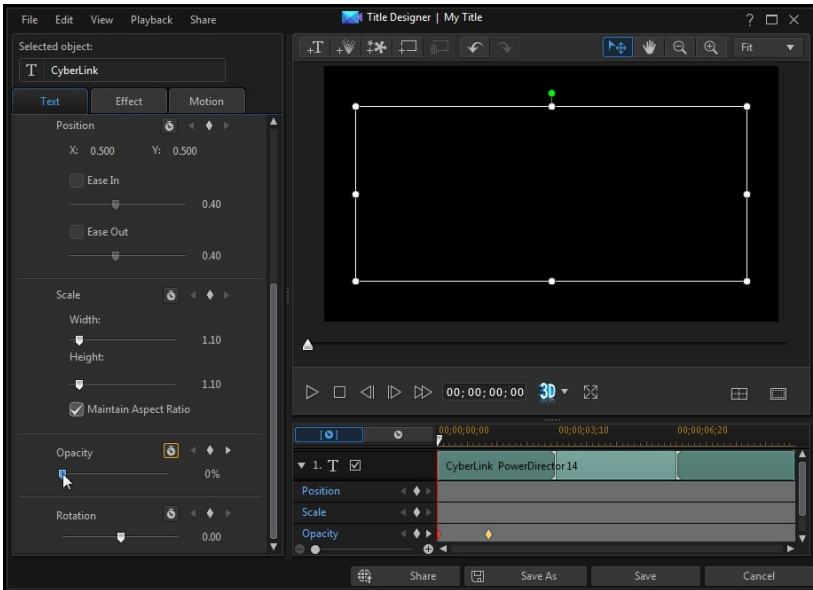 File Edit View Playback Share
Title Designer | My Title
?
Selected object:
T CyberLink
+T
Fit
Text Effect Motion
Position
X: 0.500 Y: 0.500
Ease In
0.40
Ease Out
0.40
Scale
Width:
1.10
Height:
1.10
Maintain Aspect Ratio
Opacity
0%
Rotation
0.00
00;00;00;00
3D
00;00;00;00 00;00;03;10 00;00;06;20
1. T
CyberLink PowerDirector 14
Position
Scale
Opacity
Share Save As Save Cancel